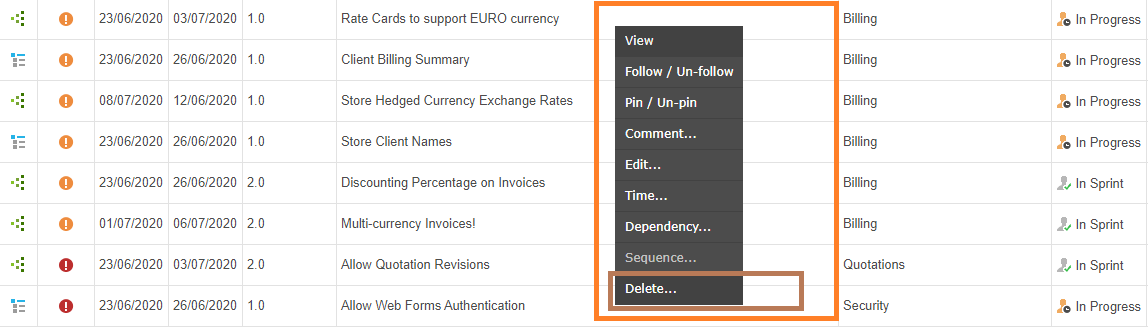 23/06/2020 03/07/2020 1.0 Rate Cards to support EURO currency Billing In Progress
View
23/06/2020 26/06/2020 1.0 Client Billing Summary Billing In Progress
Follow / Un-follow
08/07/2020 12/06/2020 1.0 Store Hedged Currency Exchange Rates Pin / Un-pin Billing In Progress
Comment...
23/06/2020 26/06/2020 1.0 Store Client Names Billing In Progress
Edit...
23/06/2020 26/06/2020 2.0 Discounting Percentage on Invoices Billing In Sprint
Time...
01/07/2020 06/07/2020 2.0 Multi-currency Invoices! Dependency... Billing In Sprint
Sequence...
23/06/2020 03/07/2020 2.0 Allow Quotation Revisions Quotations In Sprint
Delete...
23/06/2020 26/06/2020 1.0 Allow Web Forms Authentication Security In Progress